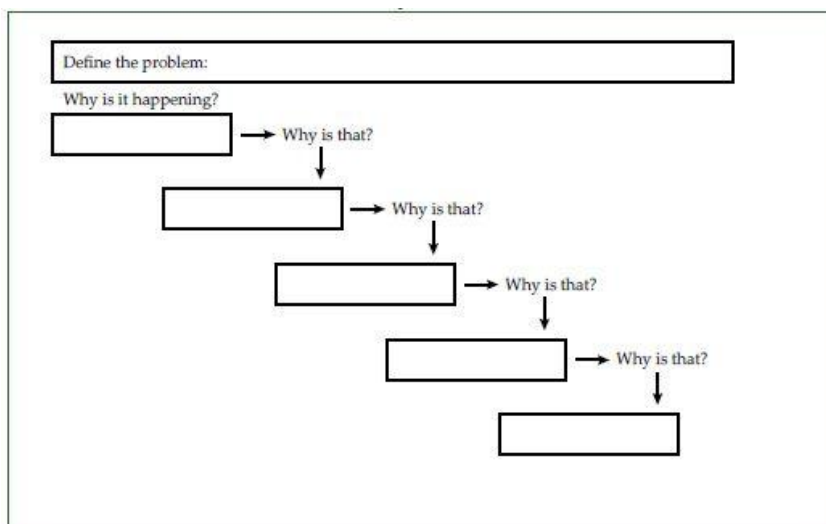 Define the problem:
Why is it happening?
Why is that?
Why is that?
Why is that?
Why is that?